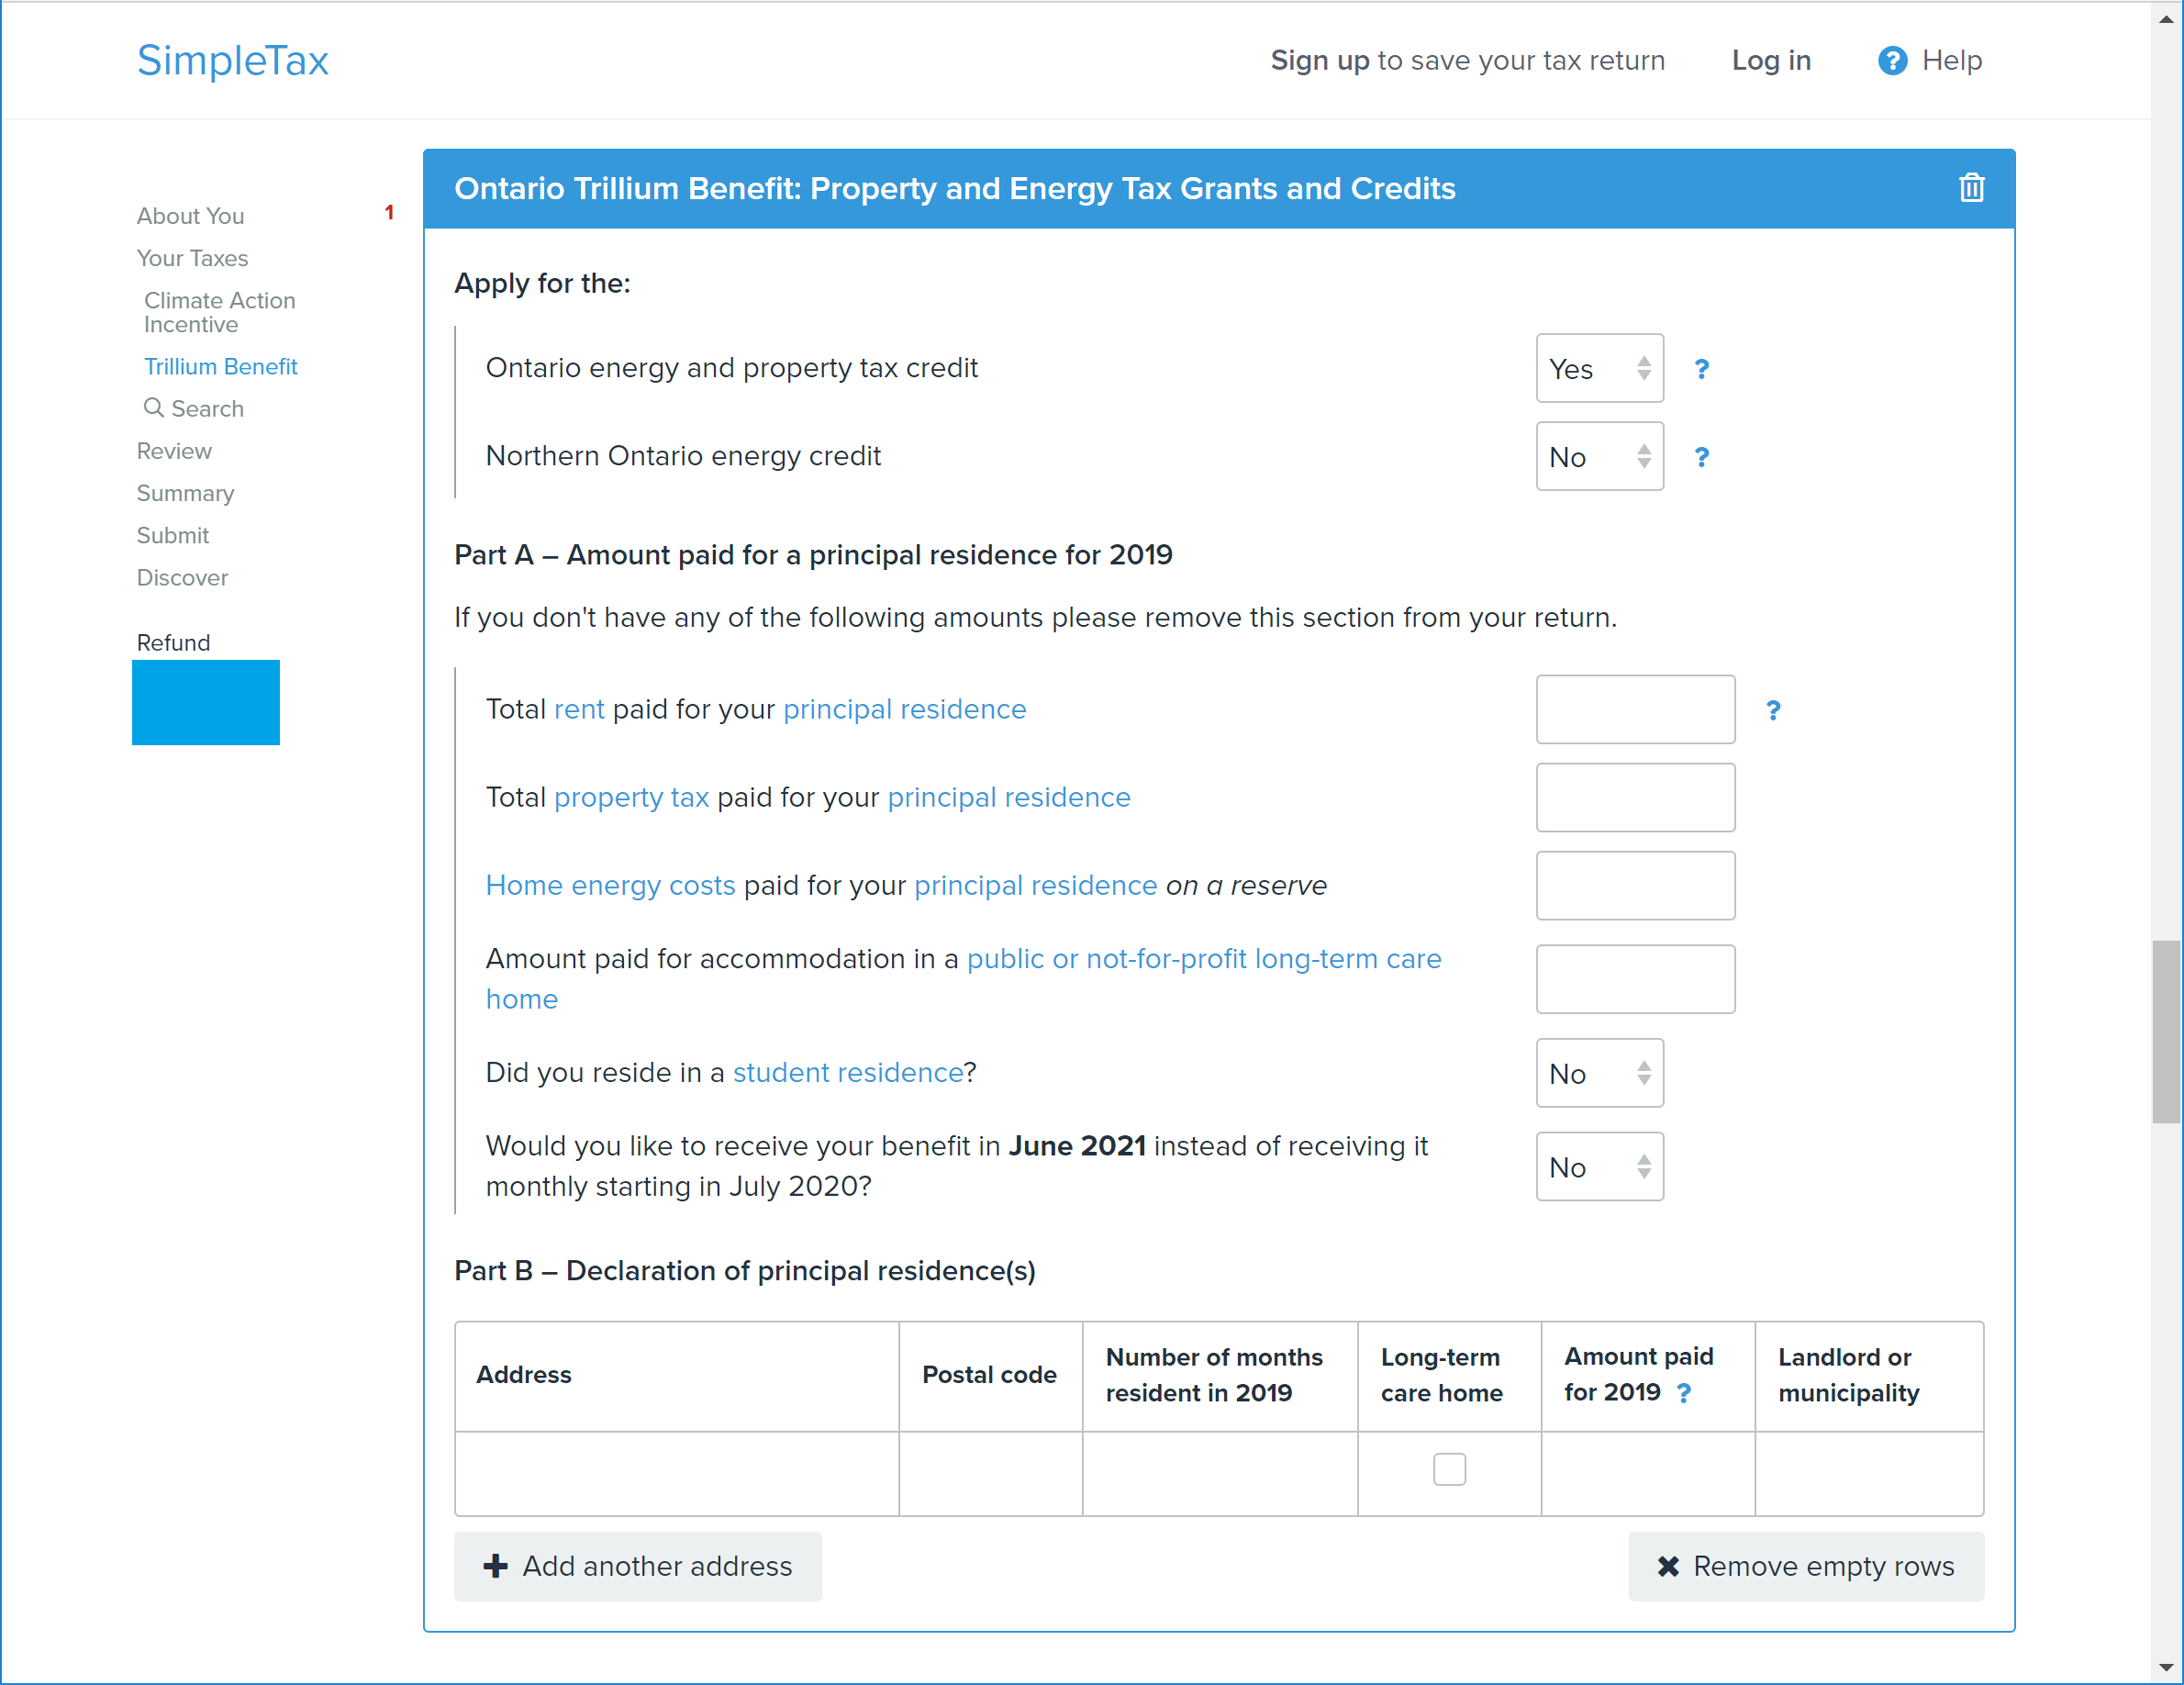 SimpleTax
Sign up to save your tax return
Log in
? Help
About You 1
Your Taxes
Climate Action
Incentive
Trillium Benefit
Search
Review
Summary
Submit
Discover
Refund
Ontario Trillium Benefit: Property and Energy Tax Grants and Credits
Apply for the:
Ontario energy and property tax credit Yes ?
Northern Ontario energy credit No ?
Part A – Amount paid for a principal residence for 2019
If you don't have any of the following amounts please remove this section from your return.
Total rent paid for your principal residence ?
Total property tax paid for your principal residence
Home energy costs paid for your principal residence on a reserve
Amount paid for accommodation in a public or not-for-profit long-term care
home
Did you reside in a student residence? No
Would you like to receive your benefit in June 2021 instead of receiving it
monthly starting in July 2020? No
Part B – Declaration of principal residence(s)
Address
Postal code
Number of months
resident in 2019
Long-term
care home
Amount paid
for 2019 ?
Landlord or
municipality
Add another address
Remove empty rows